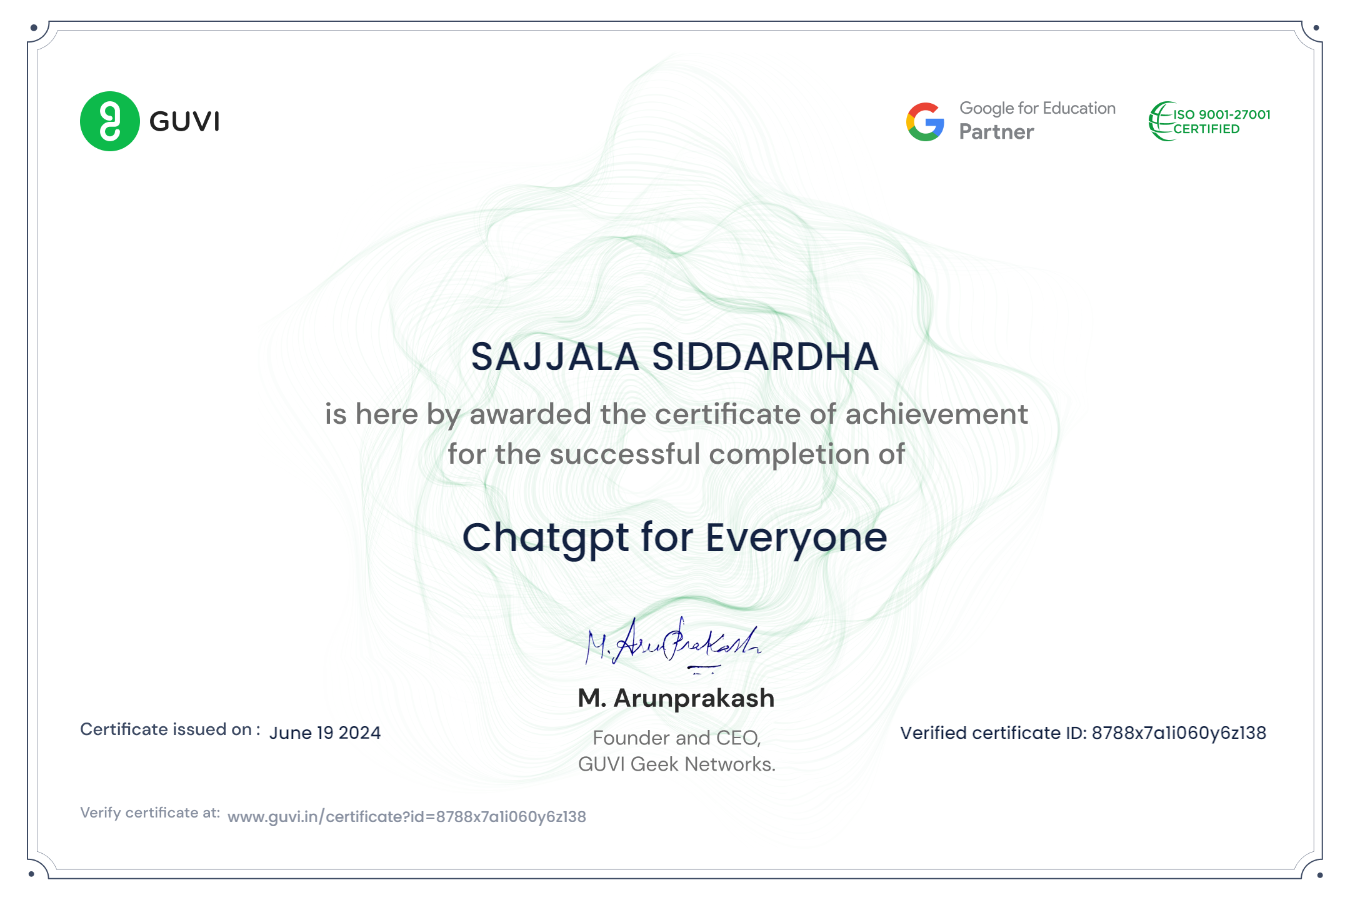 GUVI
Google for Education
Partner
ISO 9001-27001
CERTIFIED
SAJJALA SIDDARDHA
is here by awarded the certificate of achievement
for the successful completion of
Chatgpt for Everyone
M. Arunprakash
M. Arunprakash
Founder and CEO,
GUVI Geek Networks.
Certificate issued on : June 19 2024
Verified certificate ID: 8788x7a1i060y6z138
Verify certificate at: www.guvi.in/certificate?id=8788x7a1i060y6z138